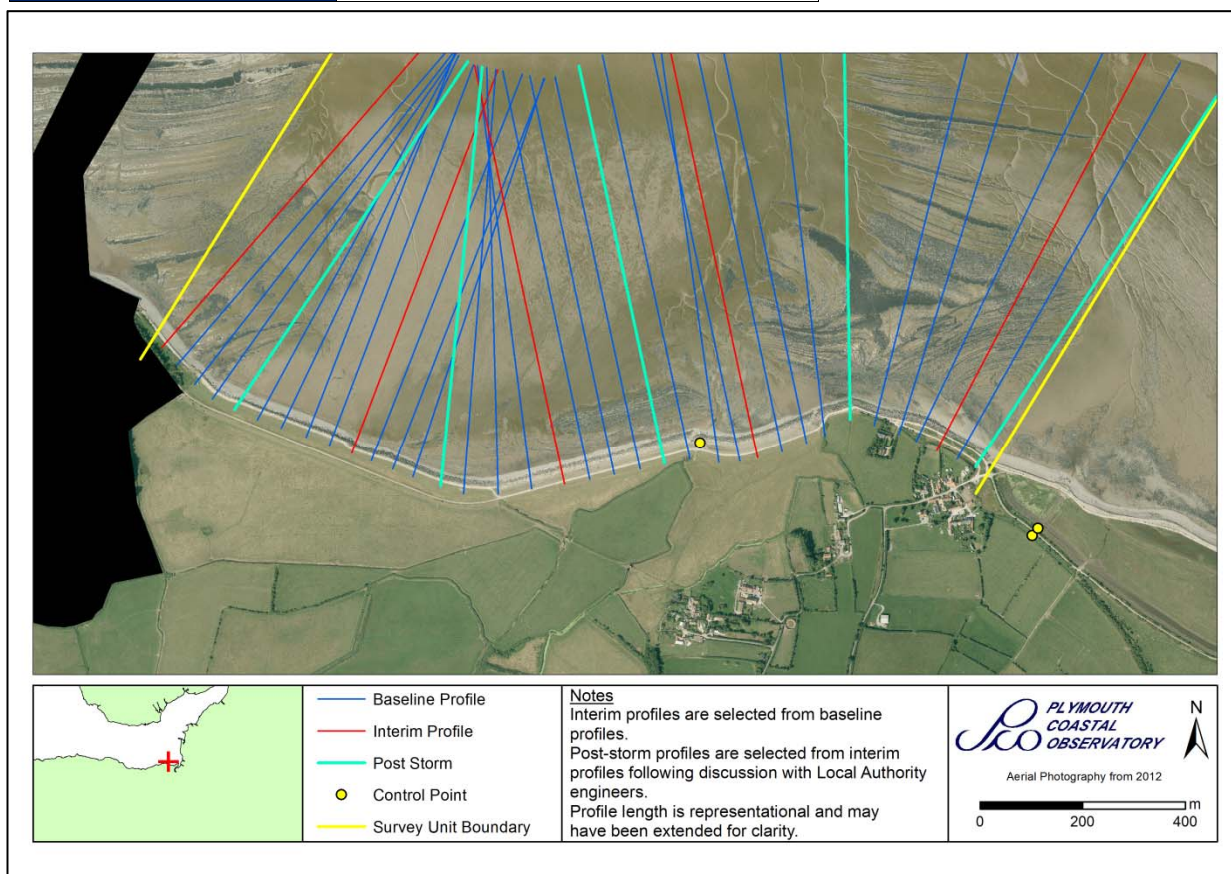 Baseline Profile
Interim Profile
Post Storm
Control Point
Survey Unit Boundary
Notes
Interim profiles are selected from baseline
profiles.
Post-storm profiles are selected from interim
profiles following discussion with Local Authority
engineers.
Profile length is representational and may
have been extended for clarity.
PLYMOUTH
COASTAL
OBSERVATORY
N
Aerial Photography from 2012
m
0 200 400